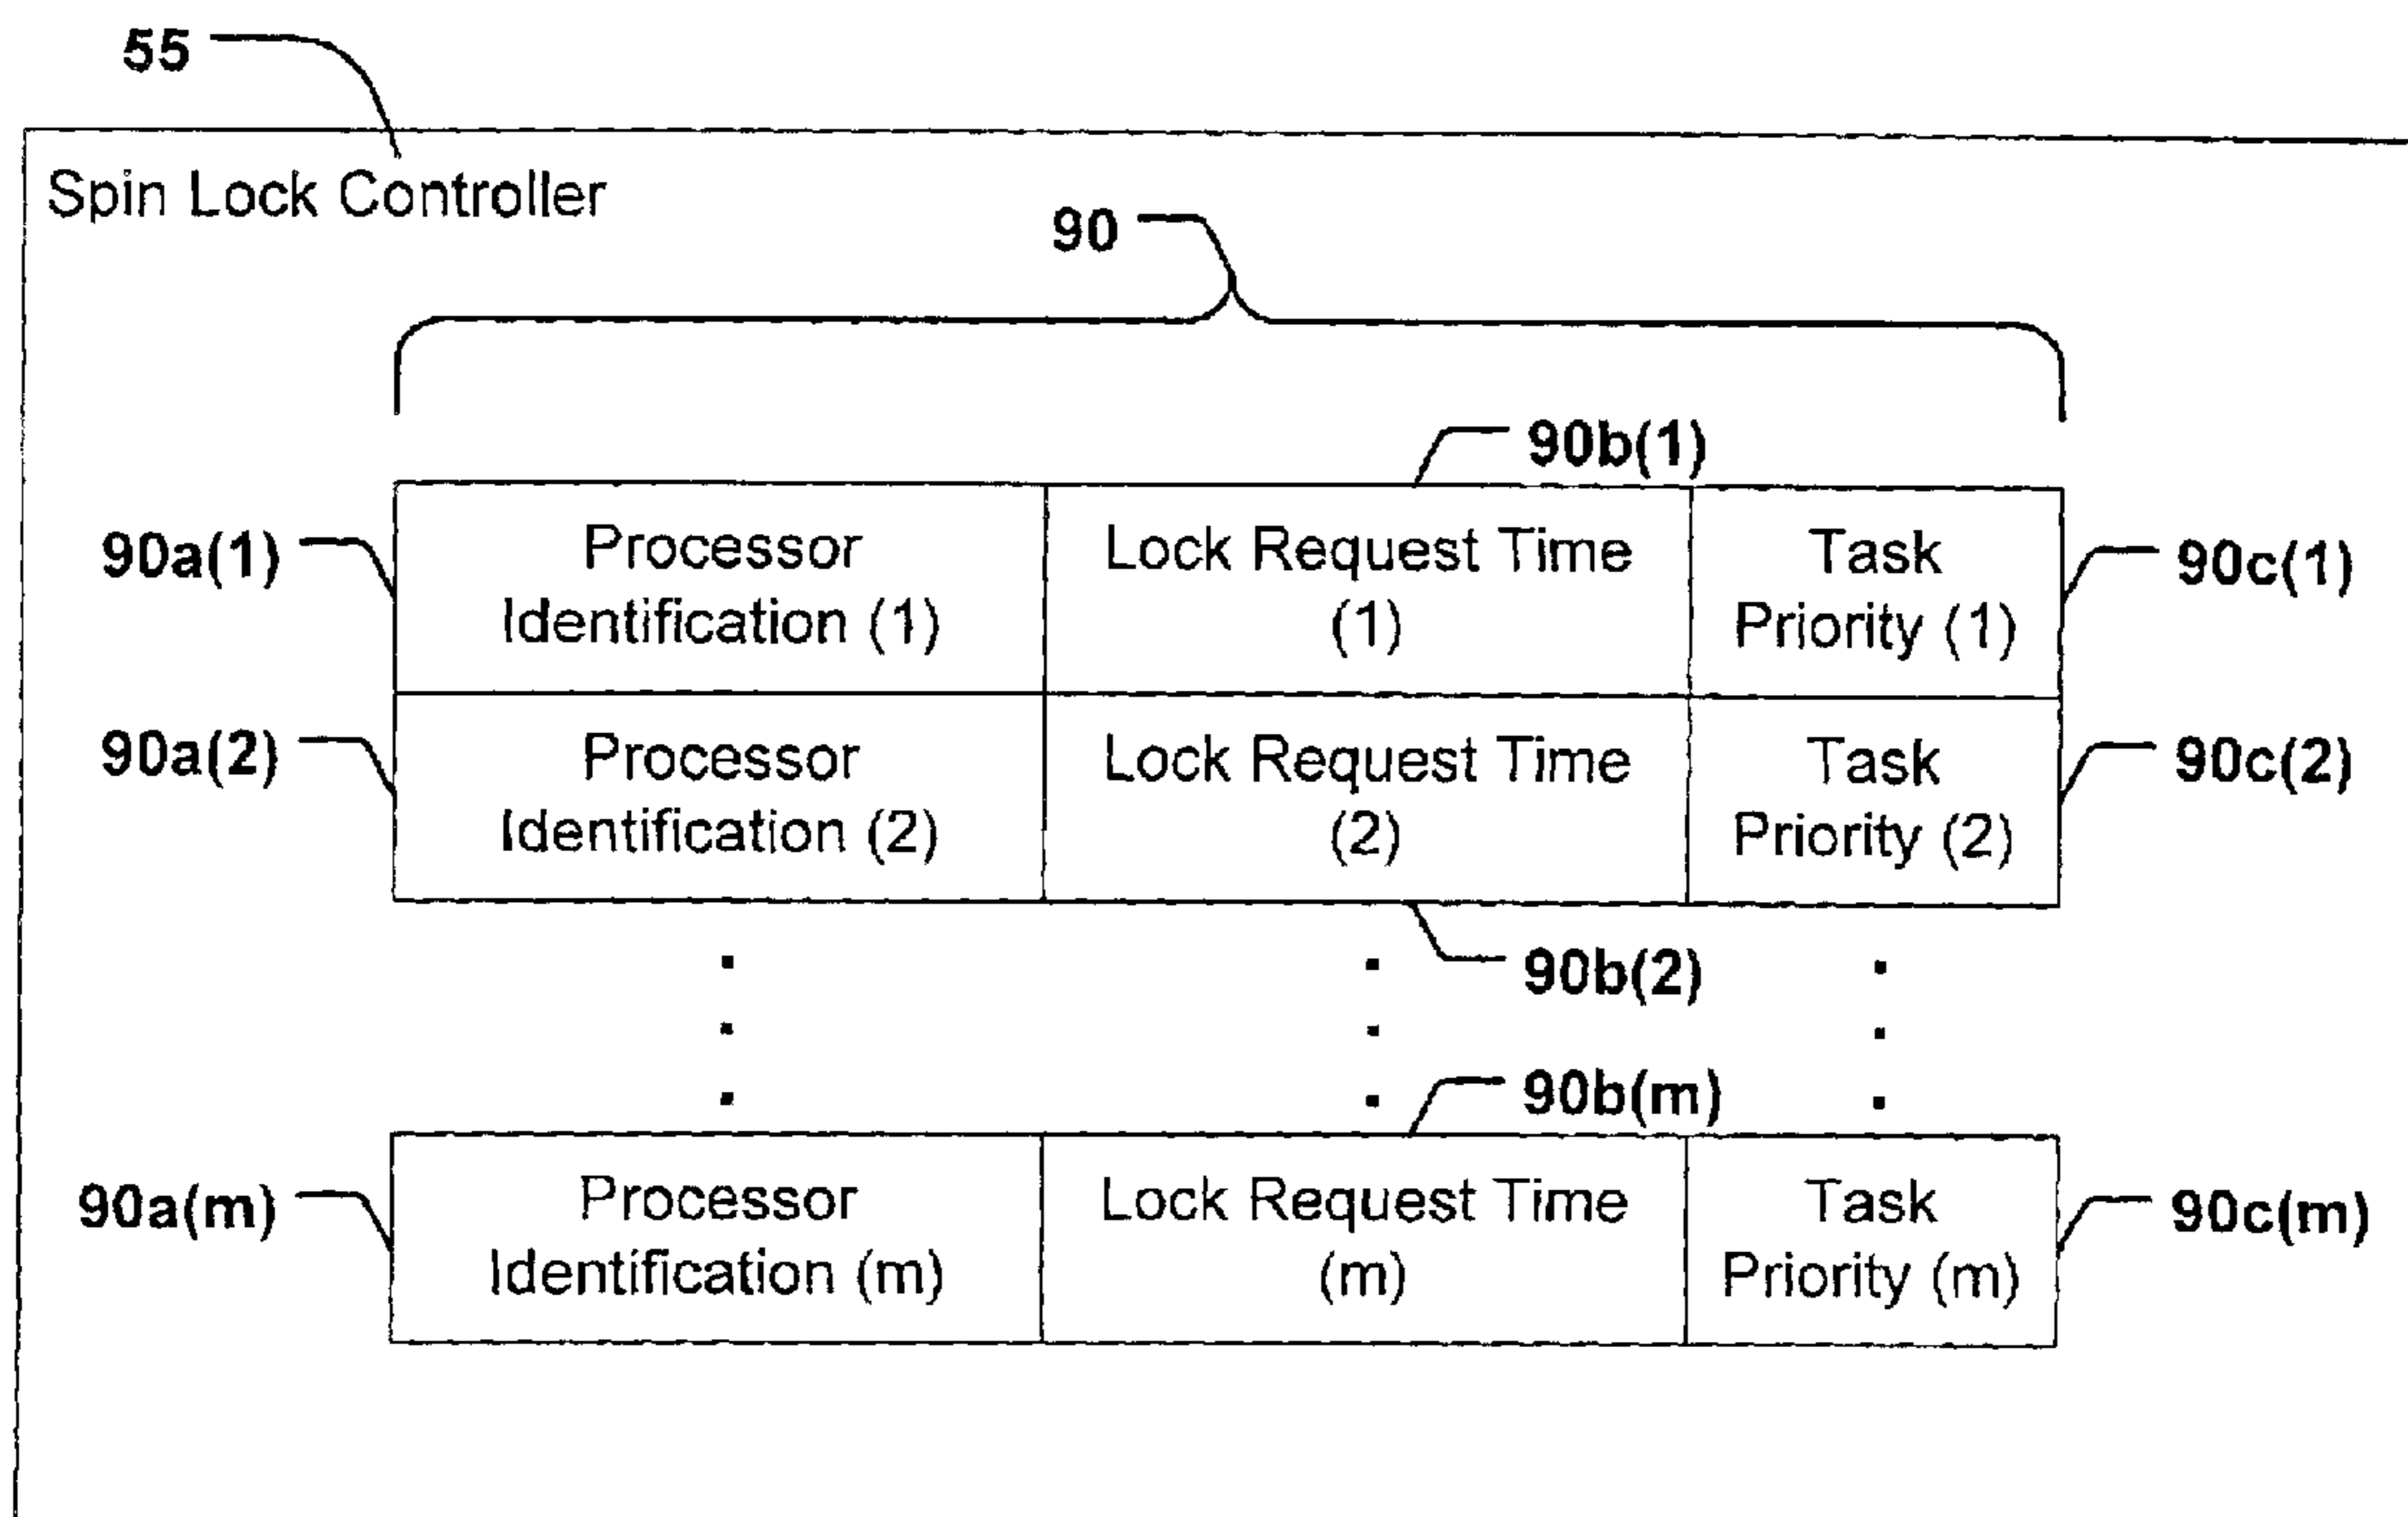 55
Spin Lock Controller
90
90b(1)
90a(1)
Processor
Identification (1)
Lock Request Time
(1)
Task
Priority (1)
90c(1)
90a(2)
Processor
Identification (2)
Lock Request Time
(2)
Task
Priority (2)
90c(2)
90b(2)
90b(m)
90a(m)
Processor
Identification (m)
Lock Request Time
(m)
Task
Priority (m)
90c(m)